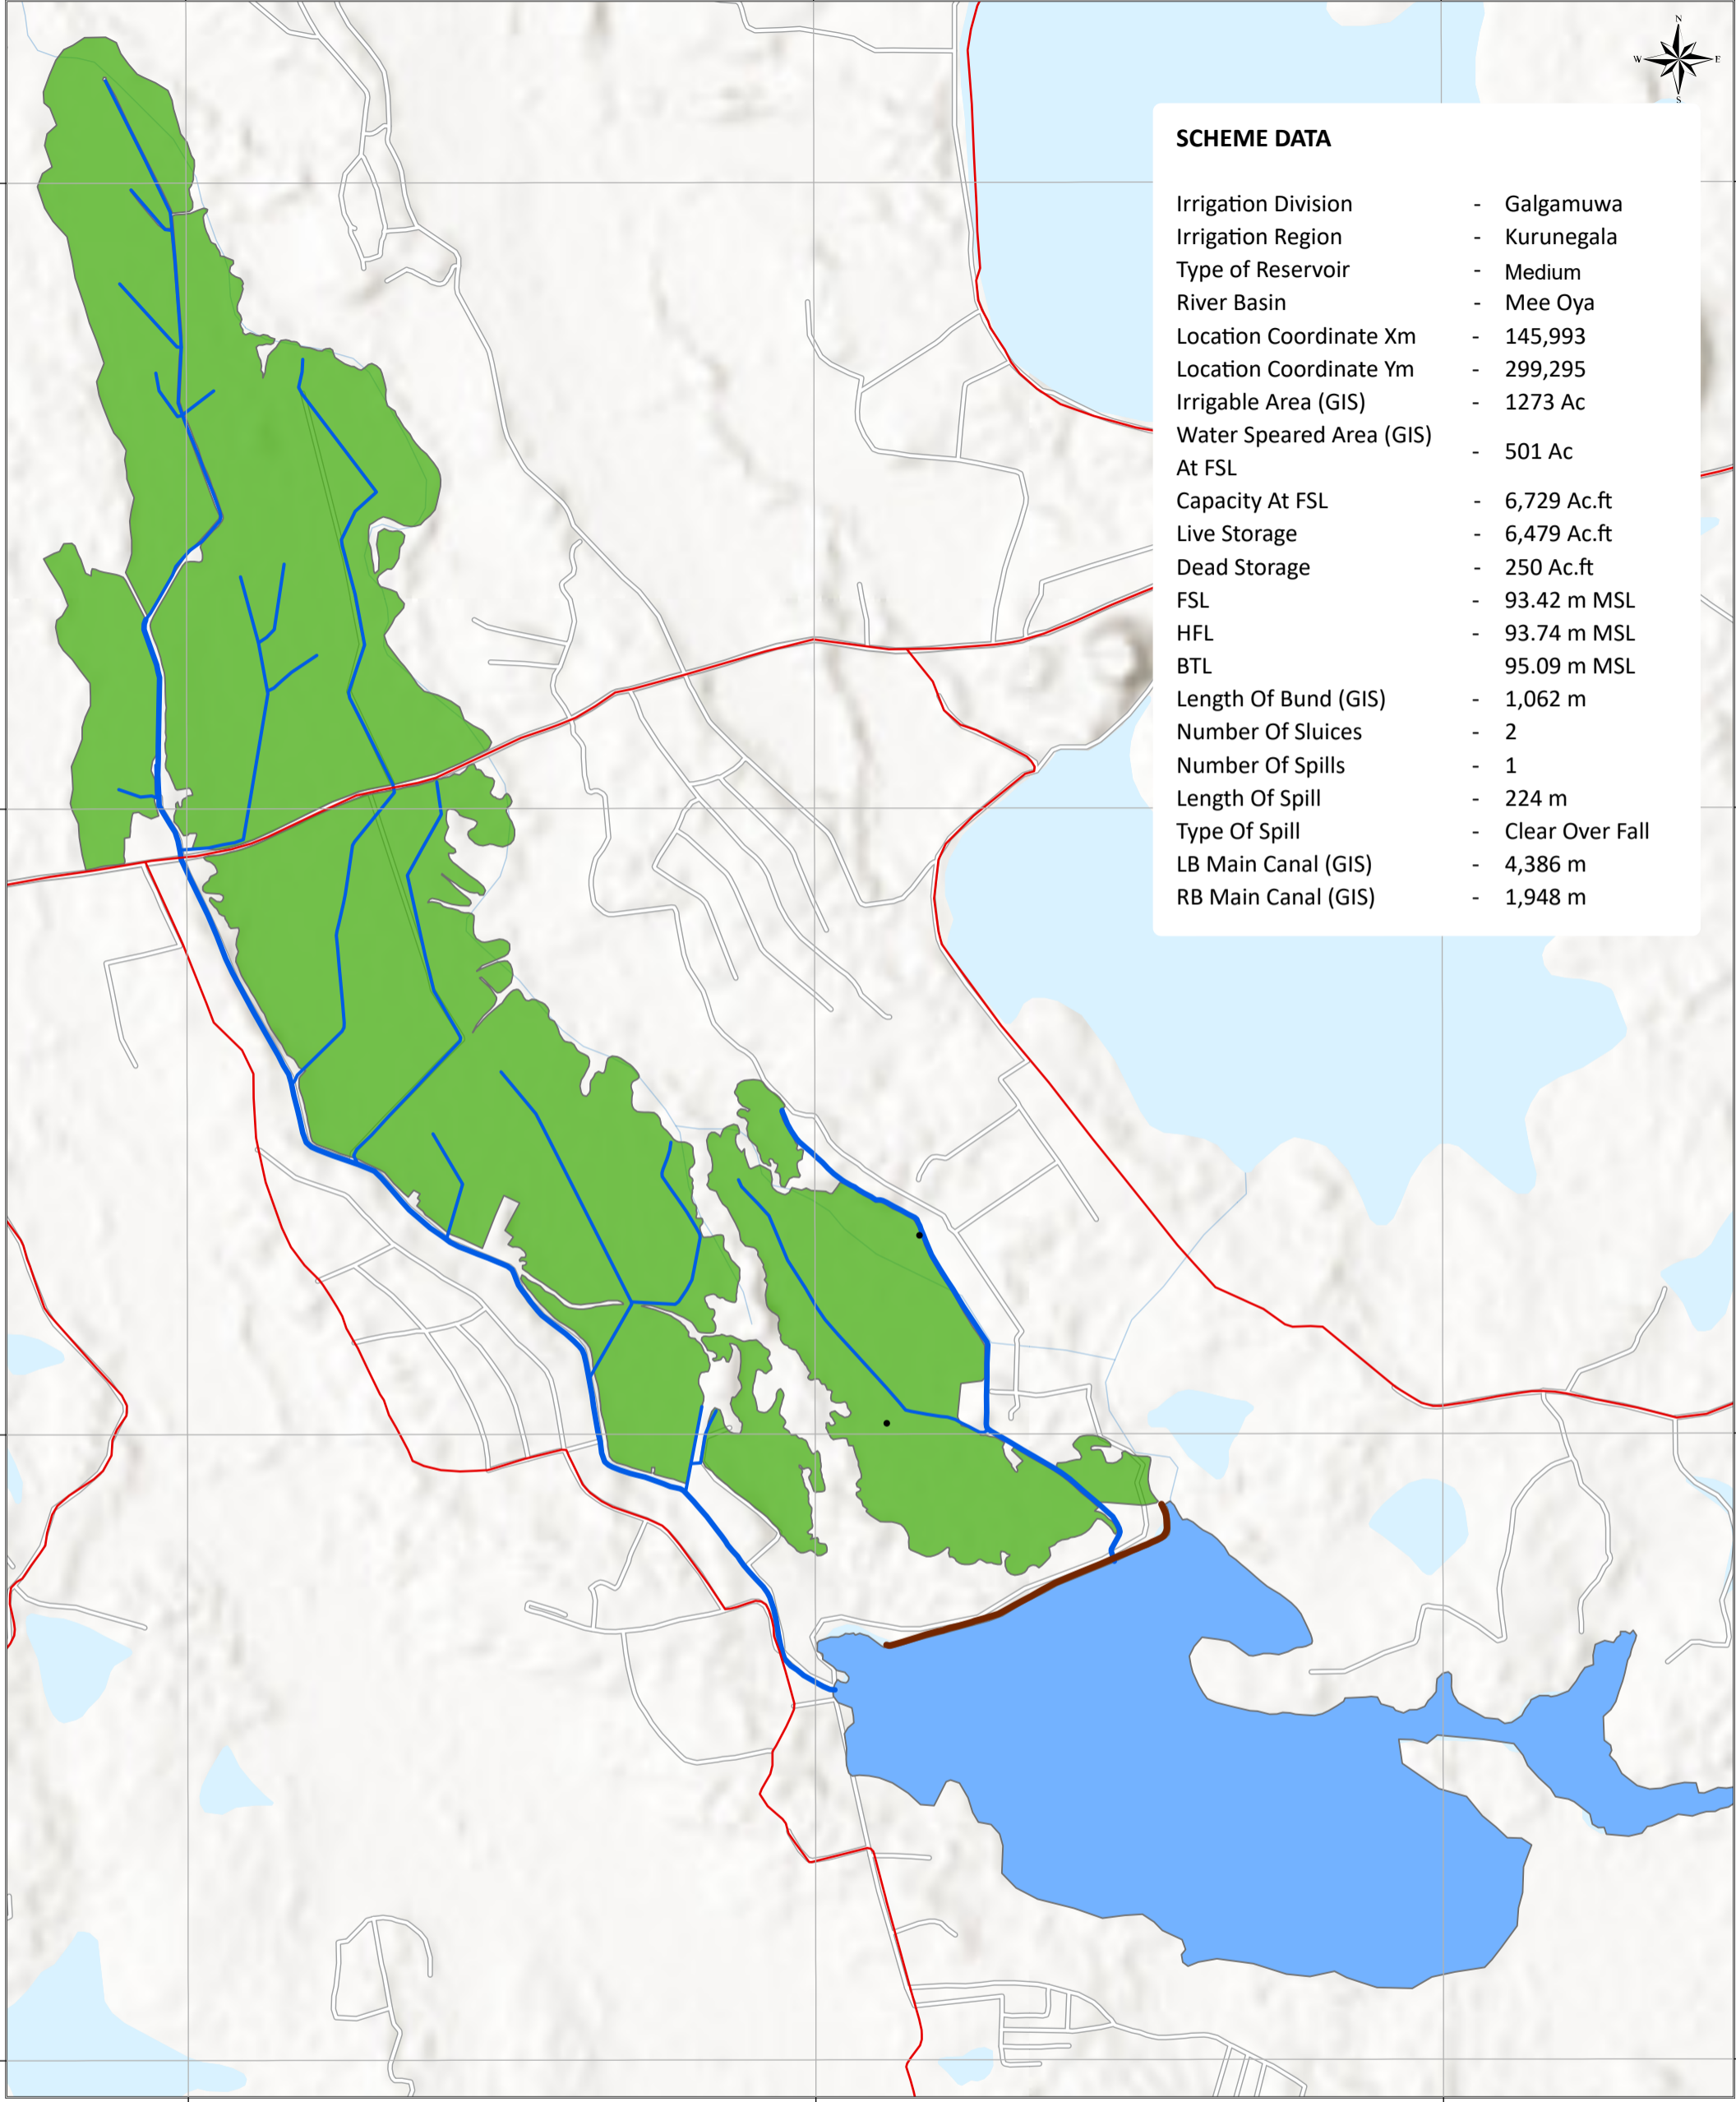 N
W E
S
SCHEME DATA
Irrigation Division - Galgamuwa
Irrigation Region - Kurunegala
Type of Reservoir - Medium
River Basin - Mee Oya
Location Coordinate Xm - 145,993
Location Coordinate Ym - 299,295
Irrigable Area (GIS) - 1273 Ac
Water Speared Area (GIS)
At FSL - 501 Ac
Capacity At FSL - 6,729 Ac.ft
Live Storage - 6,479 Ac.ft
Dead Storage - 250 Ac.ft
FSL - 93.42 m MSL
HFL - 93.74 m MSL
BTL 95.09 m MSL
Length Of Bund (GIS) - 1,062 m
Number Of Sluices - 2
Number Of Spills - 1
Length Of Spill - 224 m
Type Of Spill - Clear Over Fall
LB Main Canal (GIS) - 4,386 m
RB Main Canal (GIS) - 1,948 m